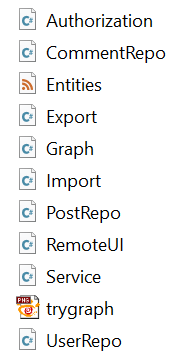 Authorization
CommentRepo
Entities
Export
Graph
Import
PostRepo
RemoteUI
Service
trygraph
UserRepo